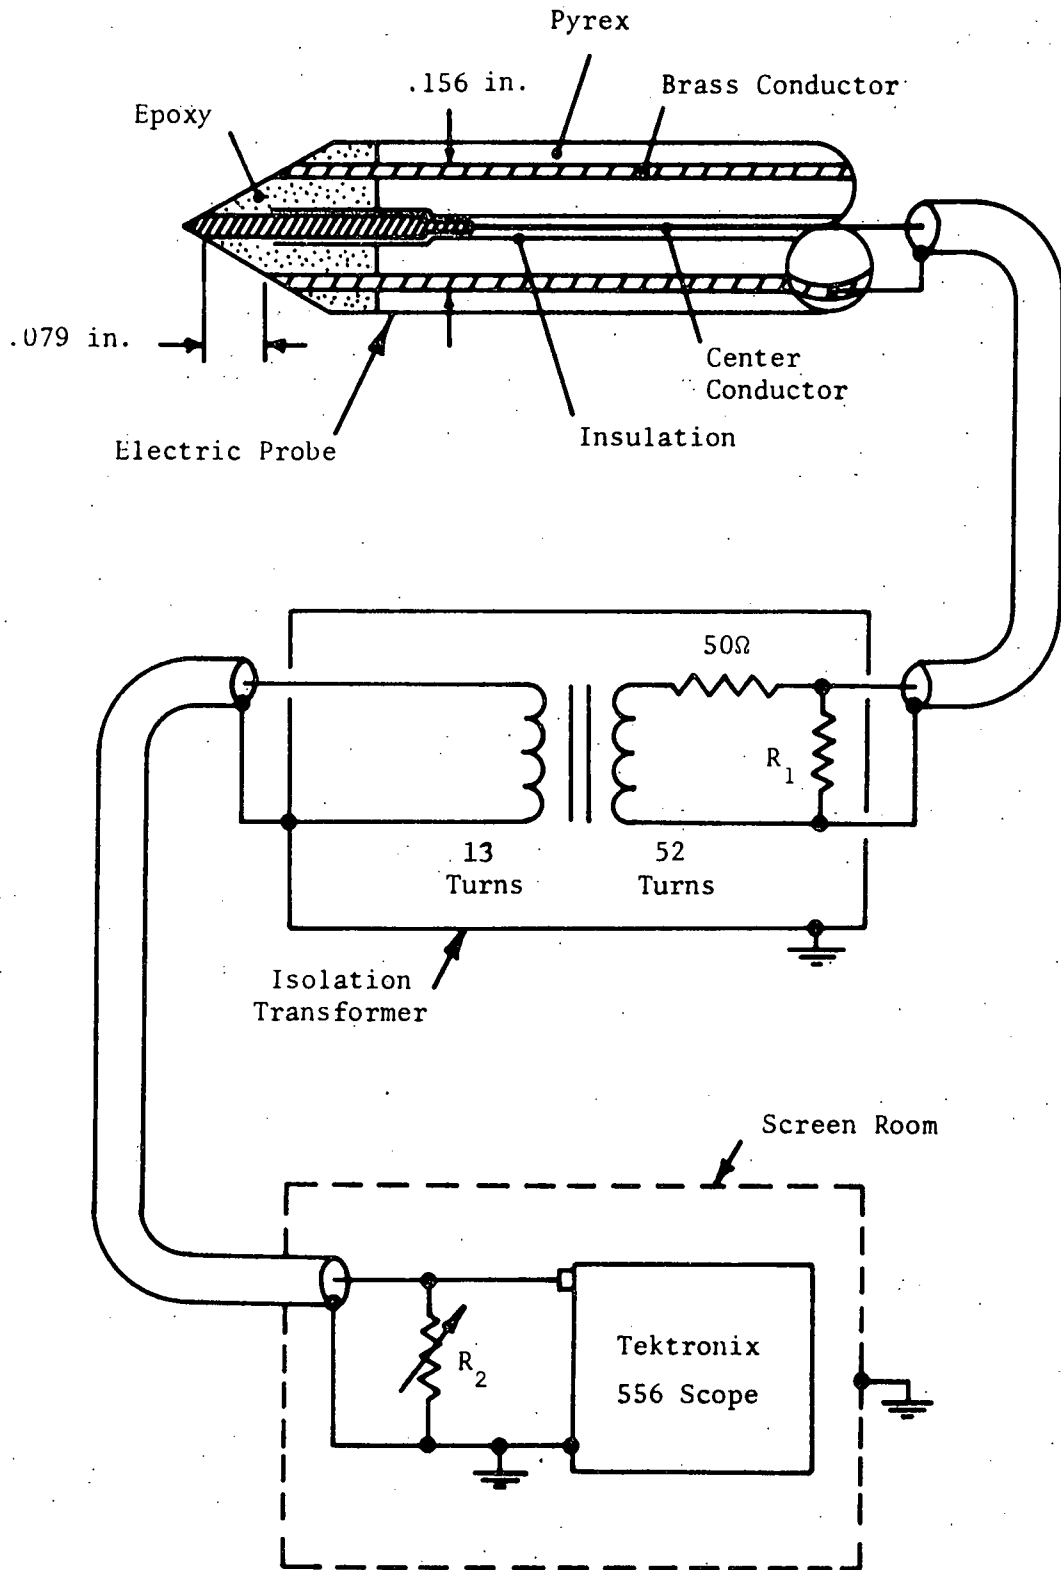 Pyrex
.156 in.
Brass Conductor
Epoxy
.079 in.
Center
Conductor
Insulation
Electric Probe
50Ω
R1
13
Turns
52
Turns
Isolation
Transformer
Screen Room
Tektronix
556 Scope
R2